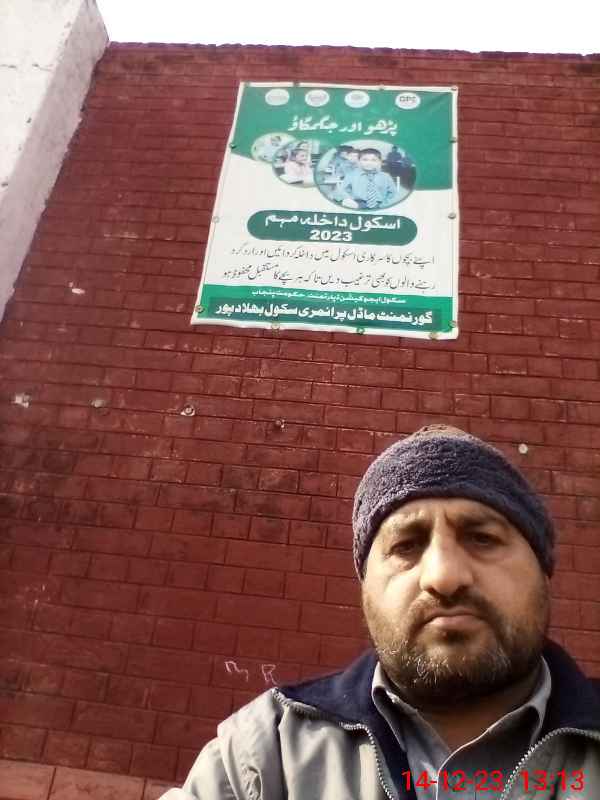 GPE
پڑھو اور جگمگاؤ
اسکول داخلہ مہم
2023
اپنے بچوں کا سرکاری اسکول میں داخلہ کروائیں اور ارد گرد
رہنے والوں کو بھی ترغیب دیں تاکہ ہر بچے کا مستقبل محفوظ ہو
سکول ایجوکیشن ڈیپارٹمنٹ، حکومت پنجاب
گورنمنٹ ماڈل پرائمری سکول بھلادپور
14-12-23 13:13